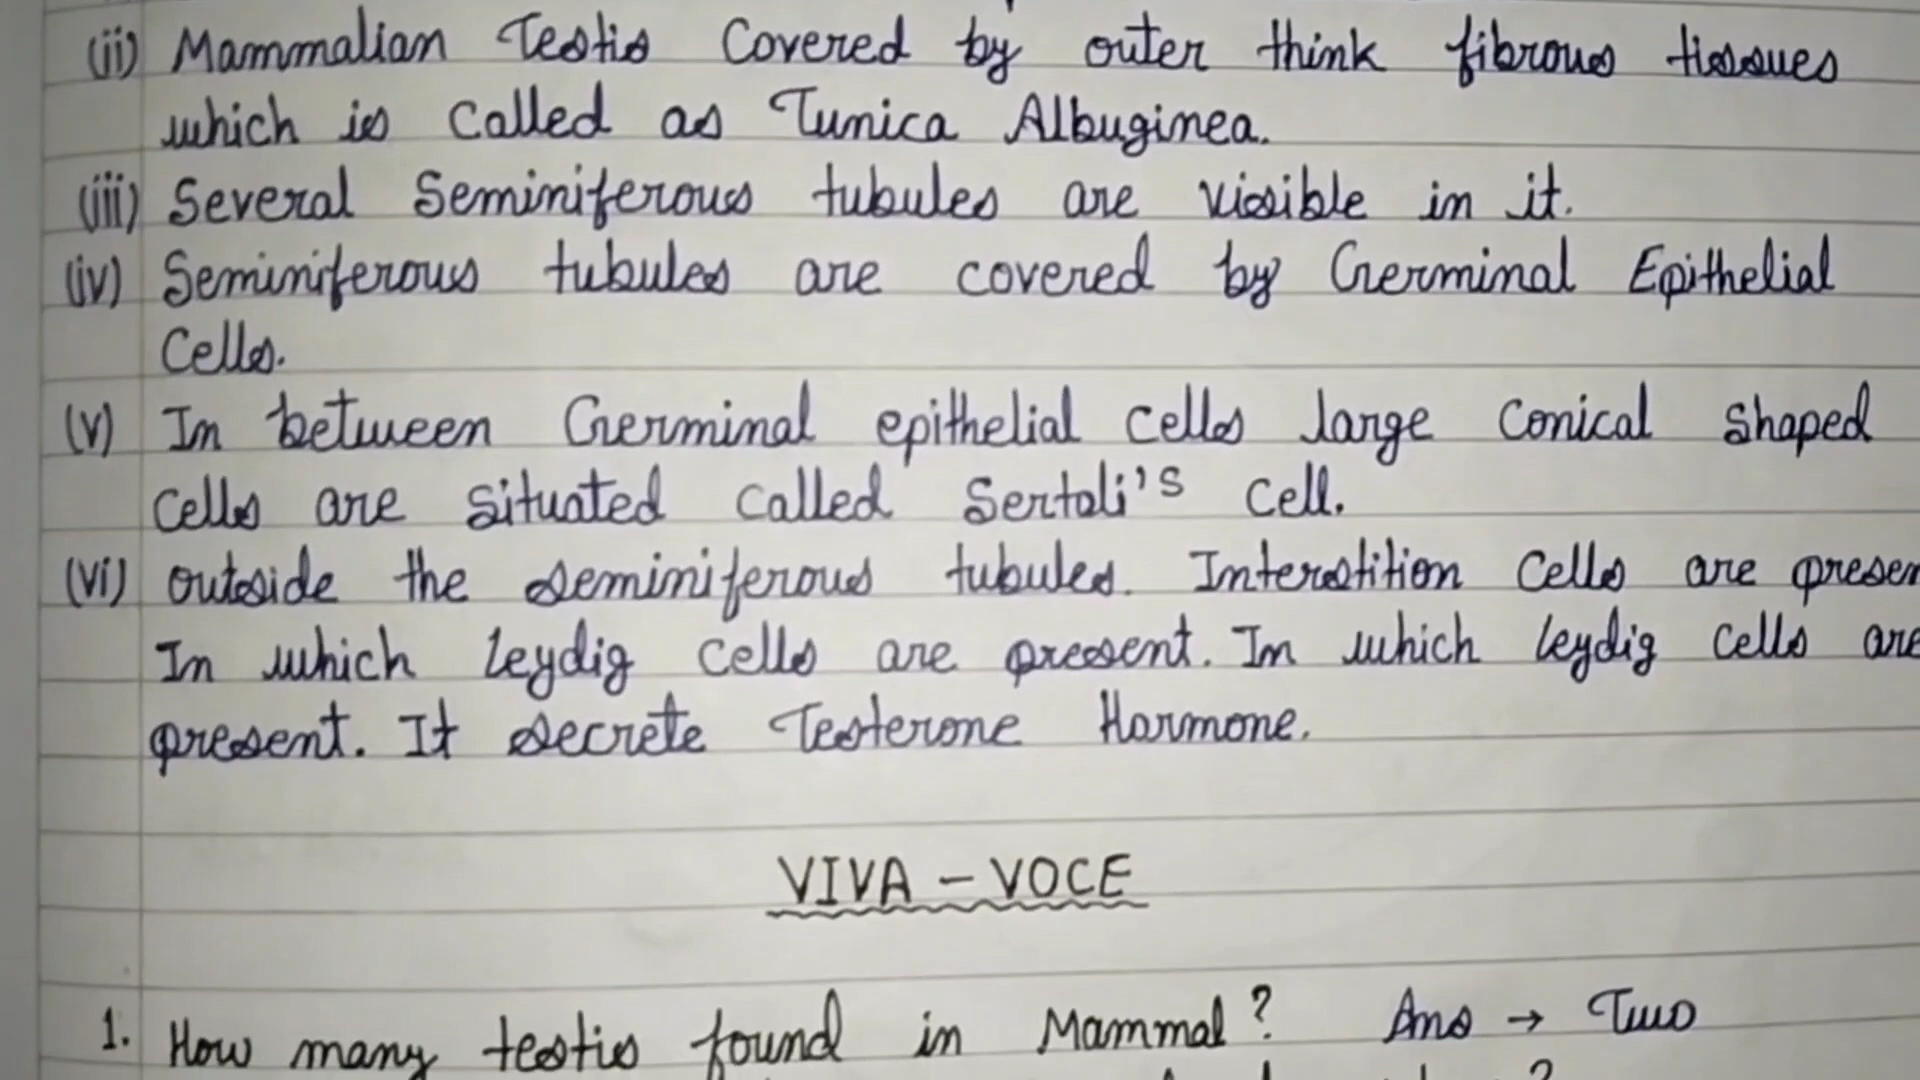 (ii) Mammalian Testis Covered by outer think fibrous tissues
which is called as Tunica Albuginea.
(iii) Several Seminiferous tubules are visible in it.
(iv) Seminiferous tubules are covered by Germinal Epithelial
Cells.
(v) In between Germinal epithelial cells large conical shaped
cells are situated called Sertoli's cell.
(vi) outside the seminiferous tubules. Interstition cells are presen
In which leydig cells are present. In which leydig cells are
present. It secrete Testerone Harmone.
VIVA - VOCE
1. How many testis found in Mammal? Ans → Two